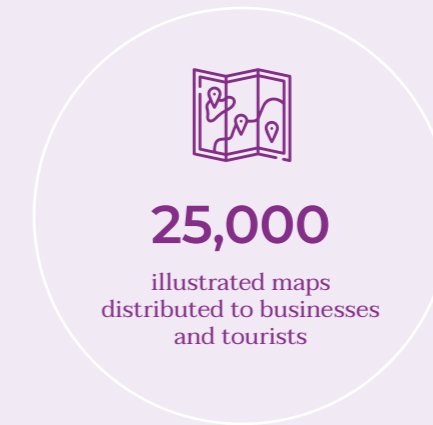 25,000
illustrated maps
distributed to businesses
and tourists